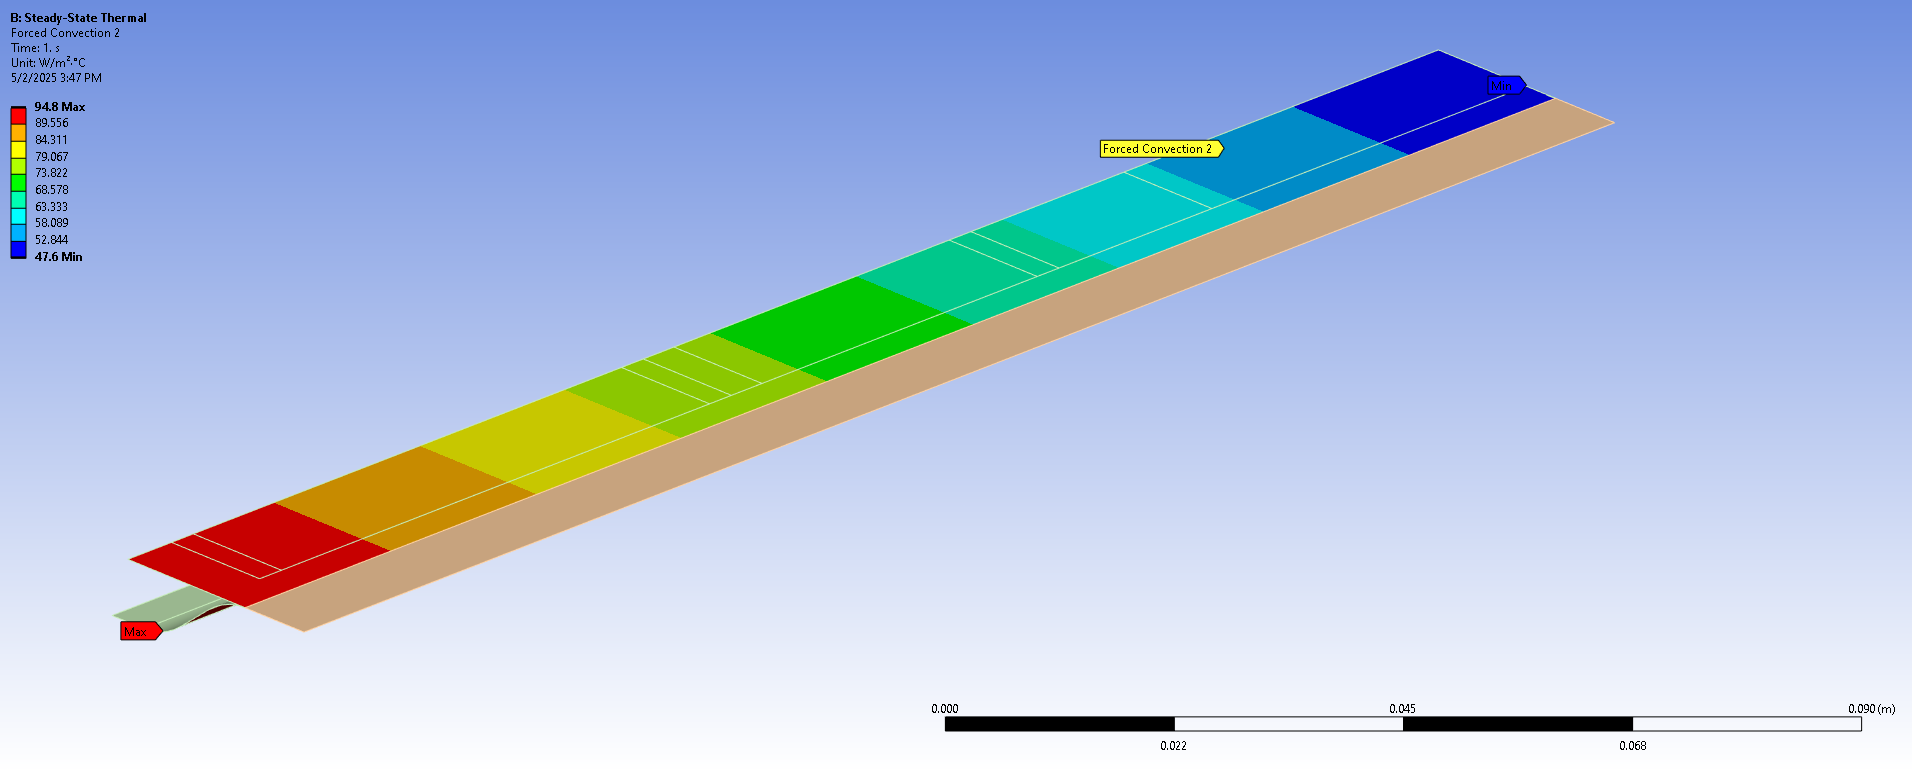 B: Steady-State Thermal
Forced Convection 2
Time: 1. s
Unit: W/m²·°C
5/2/2025 3:47 PM
94.8 Max
89.556
84.311
79.067
73.822
68.578
63.333
58.089
52.844
47.6 Min
Min
Forced Convection 2
Max
0.000
0.045
0.090 (m)
0.022
0.068